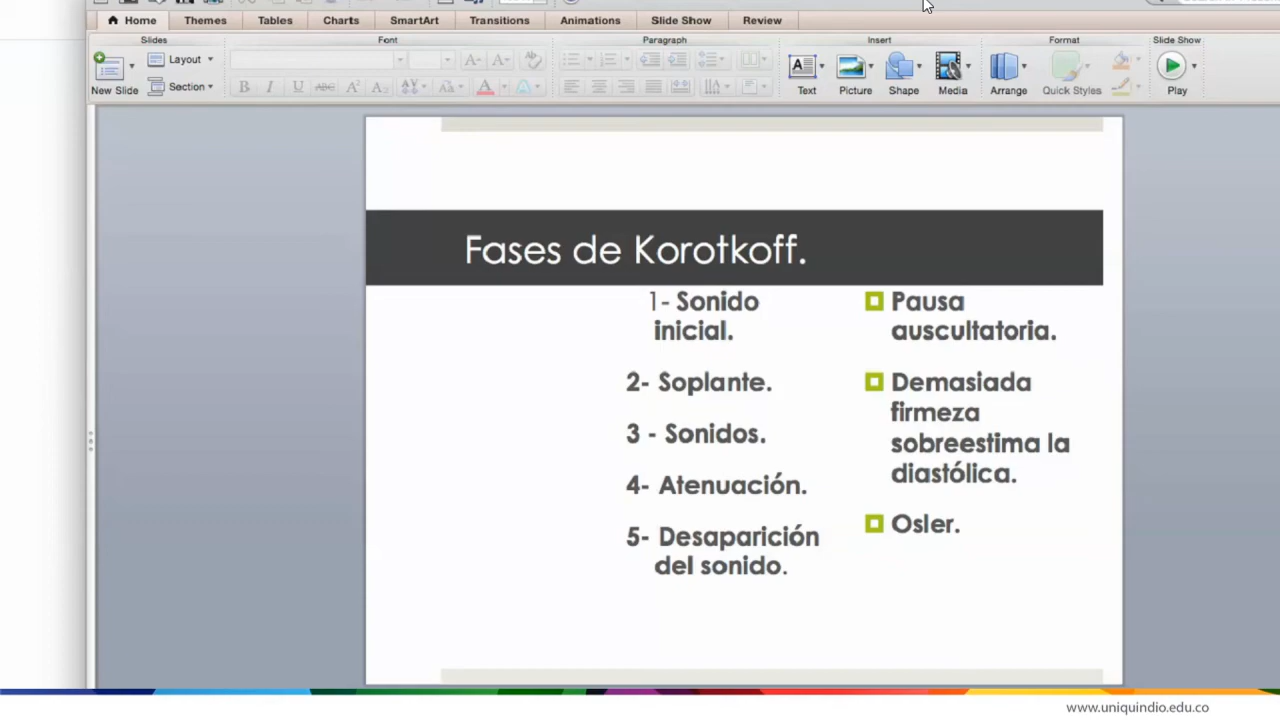 Home Themes Tables Charts SmartArt Transitions Animations Slide Show Review
Slides Font Paragraph Insert Format Slide Show
Layout
Section
New Slide
B I U ABC A² A₂
Text Picture Shape Media Arrange Quick Styles Play
Fases de Korotkoff.
1- Sonido
inicial.
2- Soplante.
3 - Sonidos.
4- Atenuación.
5- Desaparición
del sonido.
Pausa
auscultatoria.
Demasiada
firmeza
sobreestima la
diastólica.
Osler.
www.uniquindio.edu.co